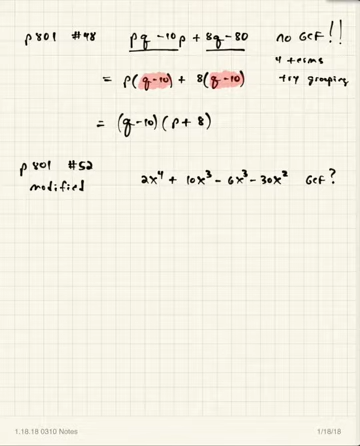 p801 #48 pq - 10p + 8q - 80 no GCF!!
4 terms
= p(q-10) + 8(q-10) try grouping
= (q-10)(p+8)
p801 #52
modified 2x⁴ + 10x³ - 6x³ - 30x² GCF?
1.18.18 0310 Notes 1/18/18